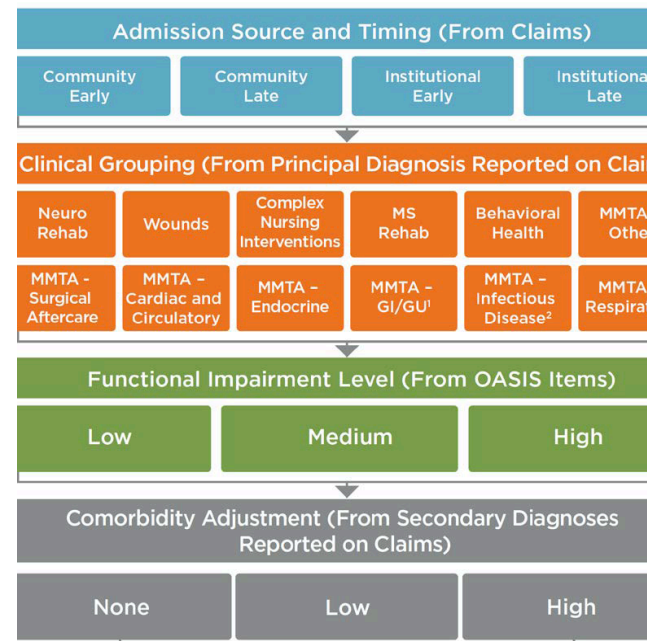 Admission Source and Timing (From Claims)
Community
Early
Community
Late
Institutional
Early
Institutional
Late
Clinical Grouping (From Principal Diagnosis Reported on Clai
Neuro
Rehab
Wounds
Complex
Nursing
Interventions
MS
Rehab
Behavioral
Health
MMTA
Othe
MMTA -
Surgical
Aftercare
MMTA –
Cardiac and
Circulatory
MMTA –
Endocrine
MMTA –
GI/GU¹
MMTA –
Infectious
Disease²
MMTA
Respirat
Functional Impairment Level (From OASIS Items)
Low
Medium
High
Comorbidity Adjustment (From Secondary Diagnoses
Reported on Claims)
None
Low
High